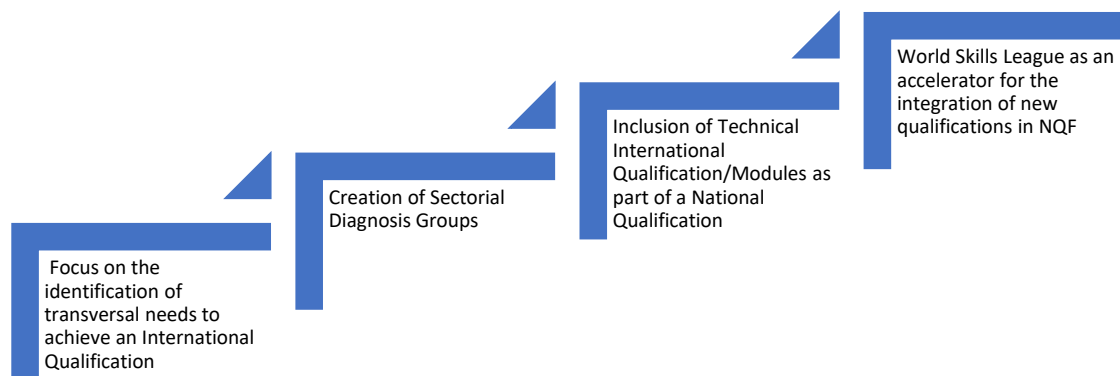 Focus on the
identification of
transversal needs to
achieve an International
Qualification
Creation of Sectorial
Diagnosis Groups
Inclusion of Technical
International
Qualification/Modules as
part of a National
Qualification
World Skills League as an
accelerator for the
integration of new
qualifications in NQF